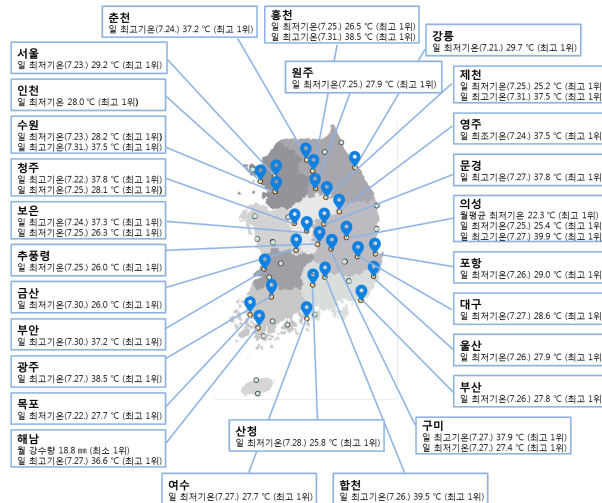 춘천
일 최고기온(7.24.) 37.2 ℃ (최고 1위)
홍천
일 최저기온(7.25.) 26.5 ℃ (최고 1위)
일 최고기온(7.31.) 38.5 ℃ (최고 1위)
강릉
일 최저기온(7.21.) 29.7 ℃ (최고 1위)
서울
일 최저기온(7.23.) 29.2 ℃ (최고 1위)
원주
일 최저기온(7.25.) 27.9 ℃ (최고 1위)
제천
일 최저기온(7.25.) 25.2 ℃ (최고 1위)
일 최고기온(7.31.) 37.5 ℃ (최고 1위)
인천
일 최저기온 28.0 ℃ (최고 1위)
수원
일 최저기온(7.23.) 28.2 ℃ (최고 1위)
일 최고기온(7.31.) 37.5 ℃ (최고 1위)
영주
일 최조기온(7.24.) 37.5 ℃ (최고 1위)
청주
일 최고기온(7.22.) 37.8 ℃ (최고 1위)
일 최저기온(7.25.) 28.1 ℃ (최고 1위)
문경
일 최고기온(7.27.) 37.8 ℃ (최고 1위)
보은
일 최고기온(7.24.) 37.3 ℃ (최고 1위)
일 최저기온(7.25.) 26.3 ℃ (최고 1위)
의성
월평균 최저기온 22.3 ℃ (최고 1위)
일 최저기온(7.25.) 25.4 ℃ (최고 1위)
일 최고기온(7.27.) 39.9 ℃ (최고 1위)
추풍령
일 최저기온(7.25.) 26.0 ℃ (최고 1위)
포항
일 최저기온(7.26.) 29.0 ℃ (최고 1위)
금산
일 최저기온(7.30.) 26.0 ℃ (최고 1위)
대구
일 최저기온(7.27.) 28.6 ℃ (최고 1위)
부안
일 최고기온(7.30.) 37.2 ℃ (최고 1위)
울산
일 최저기온(7.26.) 27.9 ℃ (최고 1위)
광주
일 최고기온(7.27.) 38.5 ℃ (최고 1위)
부산
일 최저기온(7.26.) 27.8 ℃ (최고 1위)
목포
일 최저기온(7.22.) 27.7 ℃ (최고 1위)
산청
일 최저기온(7.28.) 25.8 ℃ (최고 1위)
구미
일 최고기온(7.27.) 37.9 ℃ (최고 1위)
일 최저기온(7.27.) 27.4 ℃ (최고 1위)
해남
월 강수량 18.8 ㎜ (최소 1위)
일 최고기온(7.27.) 36.6 ℃ (최고 1위)
여수
일 최저기온(7.27.) 27.7 ℃ (최고 1위)
합천
일 최고기온(7.26.) 39.5 ℃ (최고 1위)